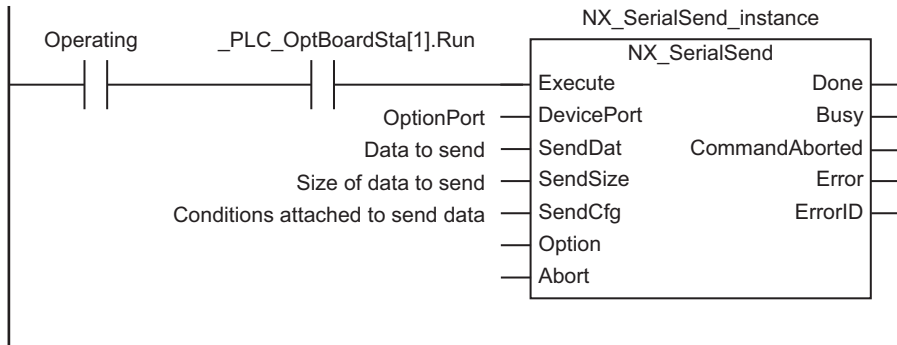 NX_SerialSend_instance
Operating
_PLC_OptBoardSta[1].Run
NX_SerialSend
Execute Done
OptionPort DevicePort Busy
Data to send SendDat CommandAborted
Size of data to send SendSize Error
Conditions attached to send data SendCfg ErrorID
Option
Abort